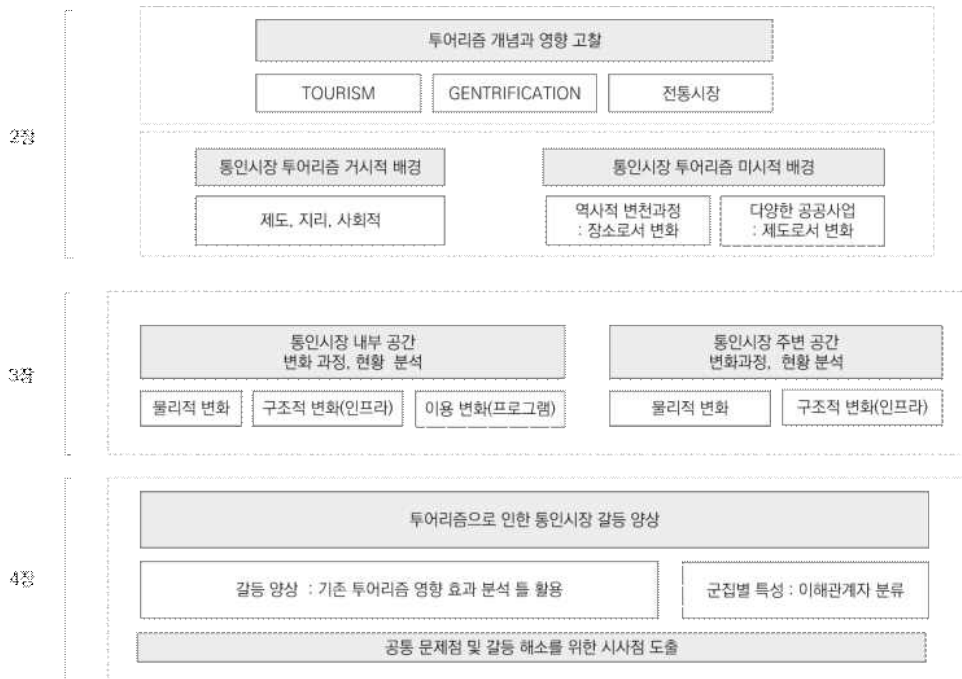 투어리즘 개념과 영향 고찰
TOURISM
GENTRIFICATION
전통시장
2장
통인시장 투어리즘 거시적 배경
통인시장 투어리즘 미시적 배경
제도, 지리, 사회적
역사적 변천과정
: 장소로서 변화
다양한 공공사업
: 제도로서 변화
3장
통인시장 내부 공간
변화 과정, 현황 분석
통인시장 주변 공간
변화과정, 현황 분석
물리적 변화
구조적 변화(인프라)
이용 변화(프로그램)
물리적 변화
구조적 변화(인프라)
4장
투어리즘으로 인한 통인시장 갈등 양상
갈등 양상 : 기존 투어리즘 영향 효과 분석 틀 활용
군집별 특성 : 이해관계자 분류
공통 문제점 및 갈등 해소를 위한 시사점 도출